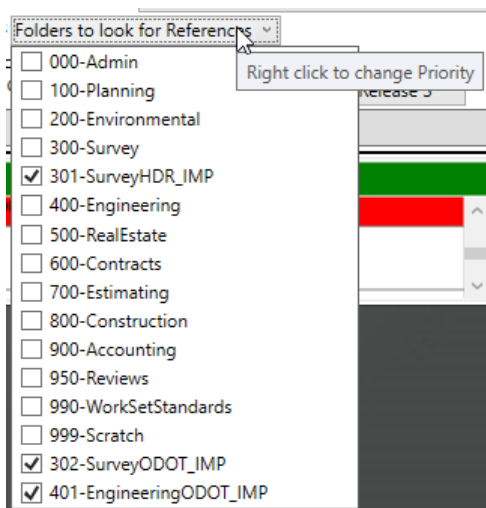 Folders to look for References
Right click to change Priority
Release 3
000-Admin
100-Planning
200-Environmental
300-Survey
301-SurveyHDR_IMP
400-Engineering
500-RealEstate
600-Contracts
700-Estimating
800-Construction
900-Accounting
950-Reviews
990-WorkSetStandards
999-Scratch
302-SurveyODOT_IMP
401-EngineeringODOT_IMP